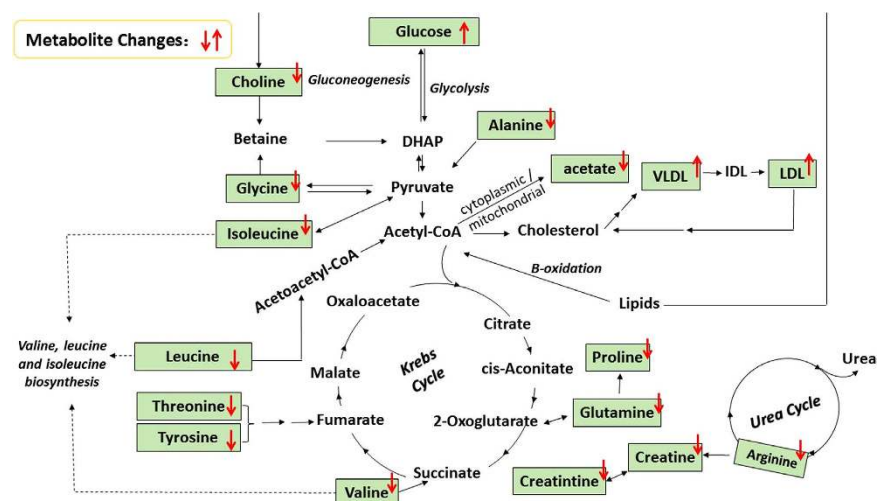 Metabolite Changes:
Glucose
Choline
Gluconeogenesis
Glycolysis
Alanine
Betaine
DHAP
acetate
VLDL
IDL
LDL
Glycine
Pyruvate
cytoplasmic /
mitochondrial
Isoleucine
Acetyl-CoA
Cholesterol
Acetoacetyl-CoA
B-oxidation
Oxaloacetate
Lipids
Citrate
Valine, leucine
and isoleucine
biosynthesis
Leucine
Malate
Krebs
Cycle
cis-Aconitate
Proline
Urea
Threonine
Tyrosine
Fumarate
2-Oxoglutarate
Glutamine
Urea Cycle
Succinate
Creatine
Arginine
Valine
Creatintine